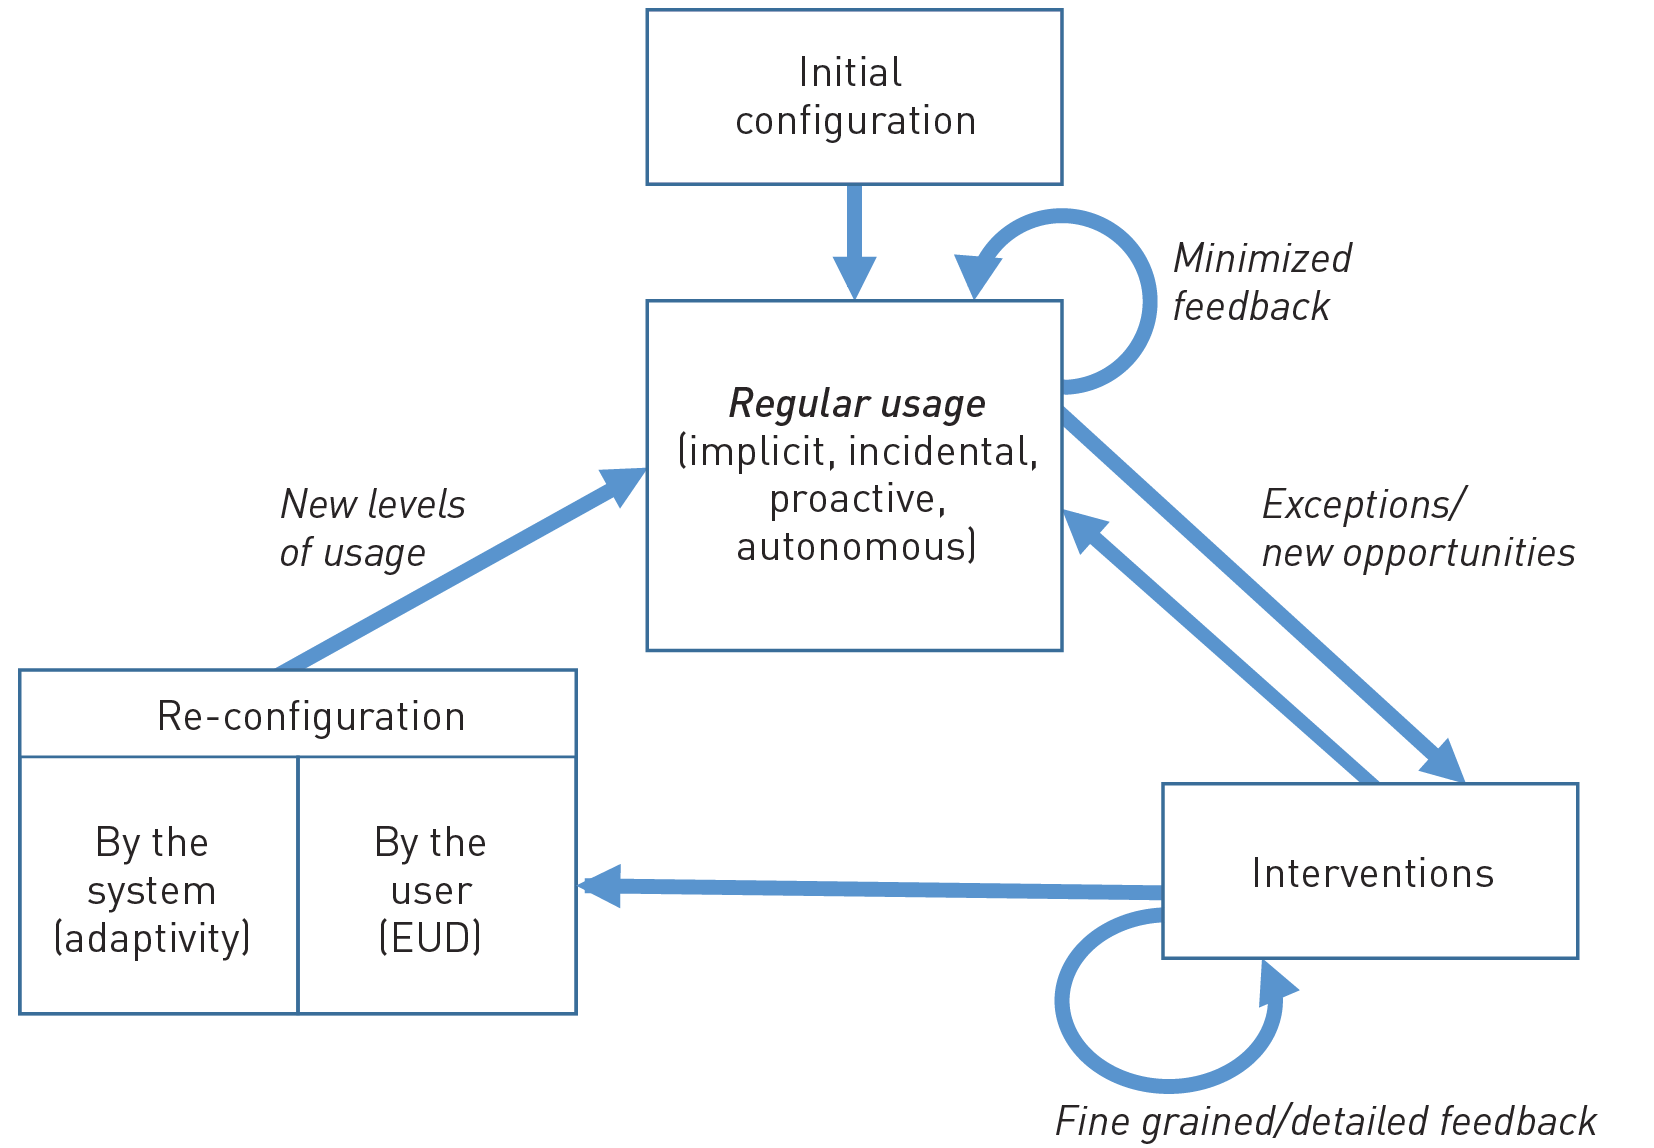 Initial
configuration
Minimized
feedback
Regular usage
(implicit, incidental,
proactive,
autonomous)
New levels
of usage
Exceptions/
new opportunities
Re-configuration
By the
system
(adaptivity)
By the
user
(EUD)
Interventions
Fine grained/detailed feedback